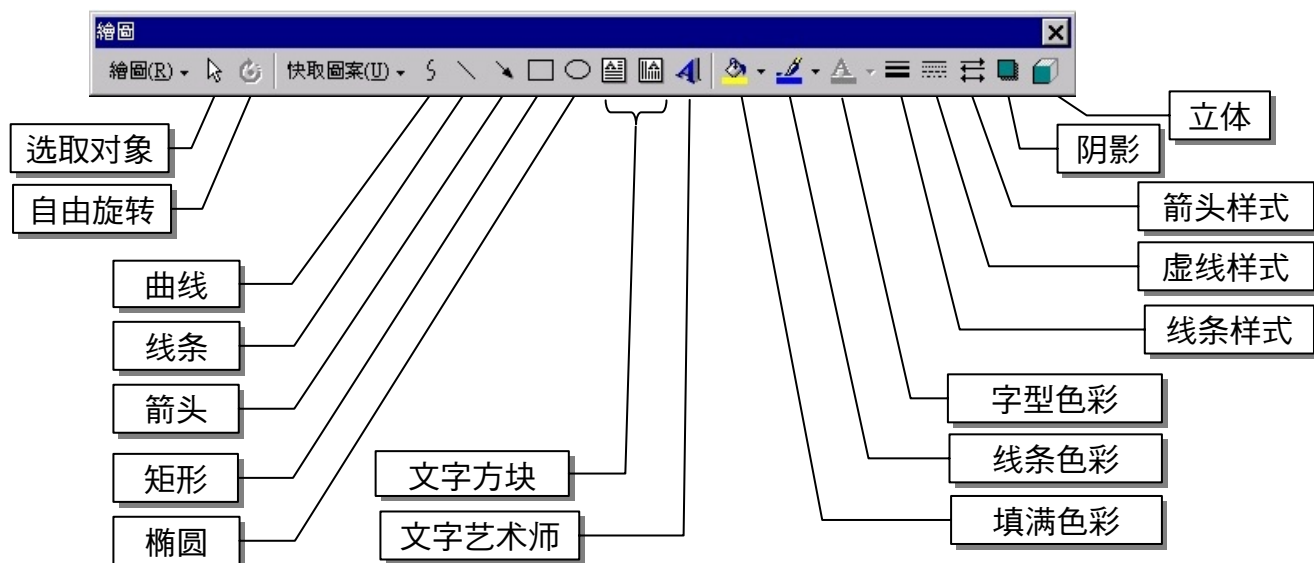 繪圖
繪圖(R) 快取圖案(U)
立体
选取对象
阴影
自由旋转
箭头样式
曲线
虚线样式
线条
线条样式
箭头
字型色彩
矩形
文字方块
线条色彩
椭圆
文字艺术师
填满色彩